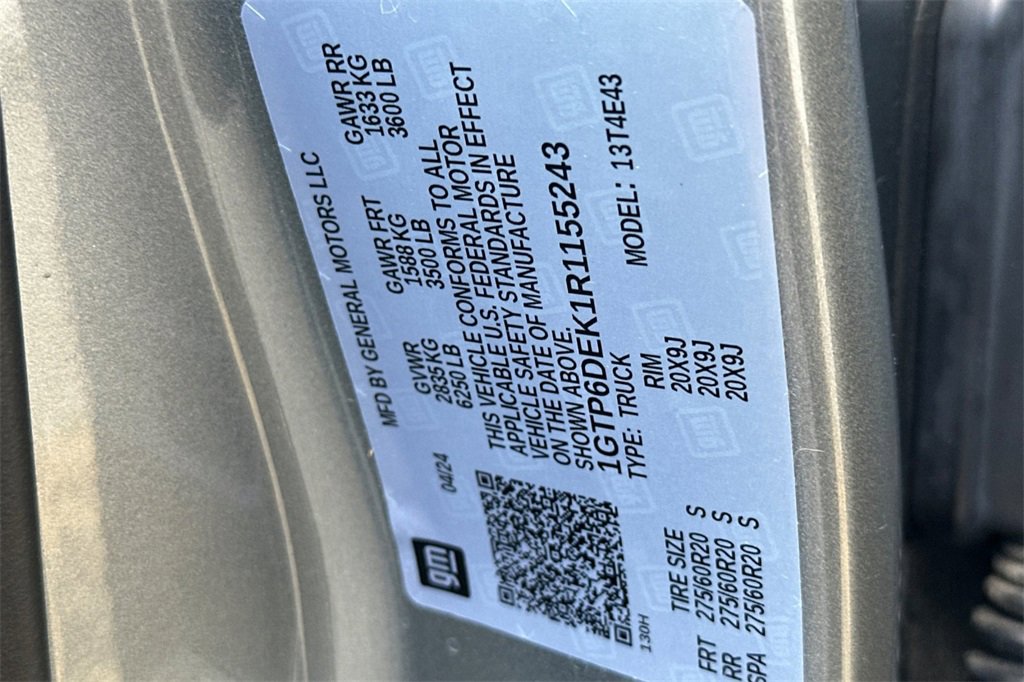 gm
04/24
MFD BY GENERAL MOTORS LLC
GVWR GAWR FRT GAWR RR
2835 KG 1588 KG 1633 KG
6250 LB 3500 LB 3600 LB
THIS VEHICLE CONFORMS TO ALL
APPLICABLE U.S. FEDERAL MOTOR
VEHICLE SAFETY STANDARDS IN EFFECT
ON THE DATE OF MANUFACTURE
SHOWN ABOVE.
1GTP6DEK1R1155243
TYPE: TRUCK MODEL: 13T4E43
130H
TIRE SIZE RIM
FRT 275/60R20 S 20X9J
RR 275/60R20 S 20X9J
SPA 275/60R20 S 20X9J